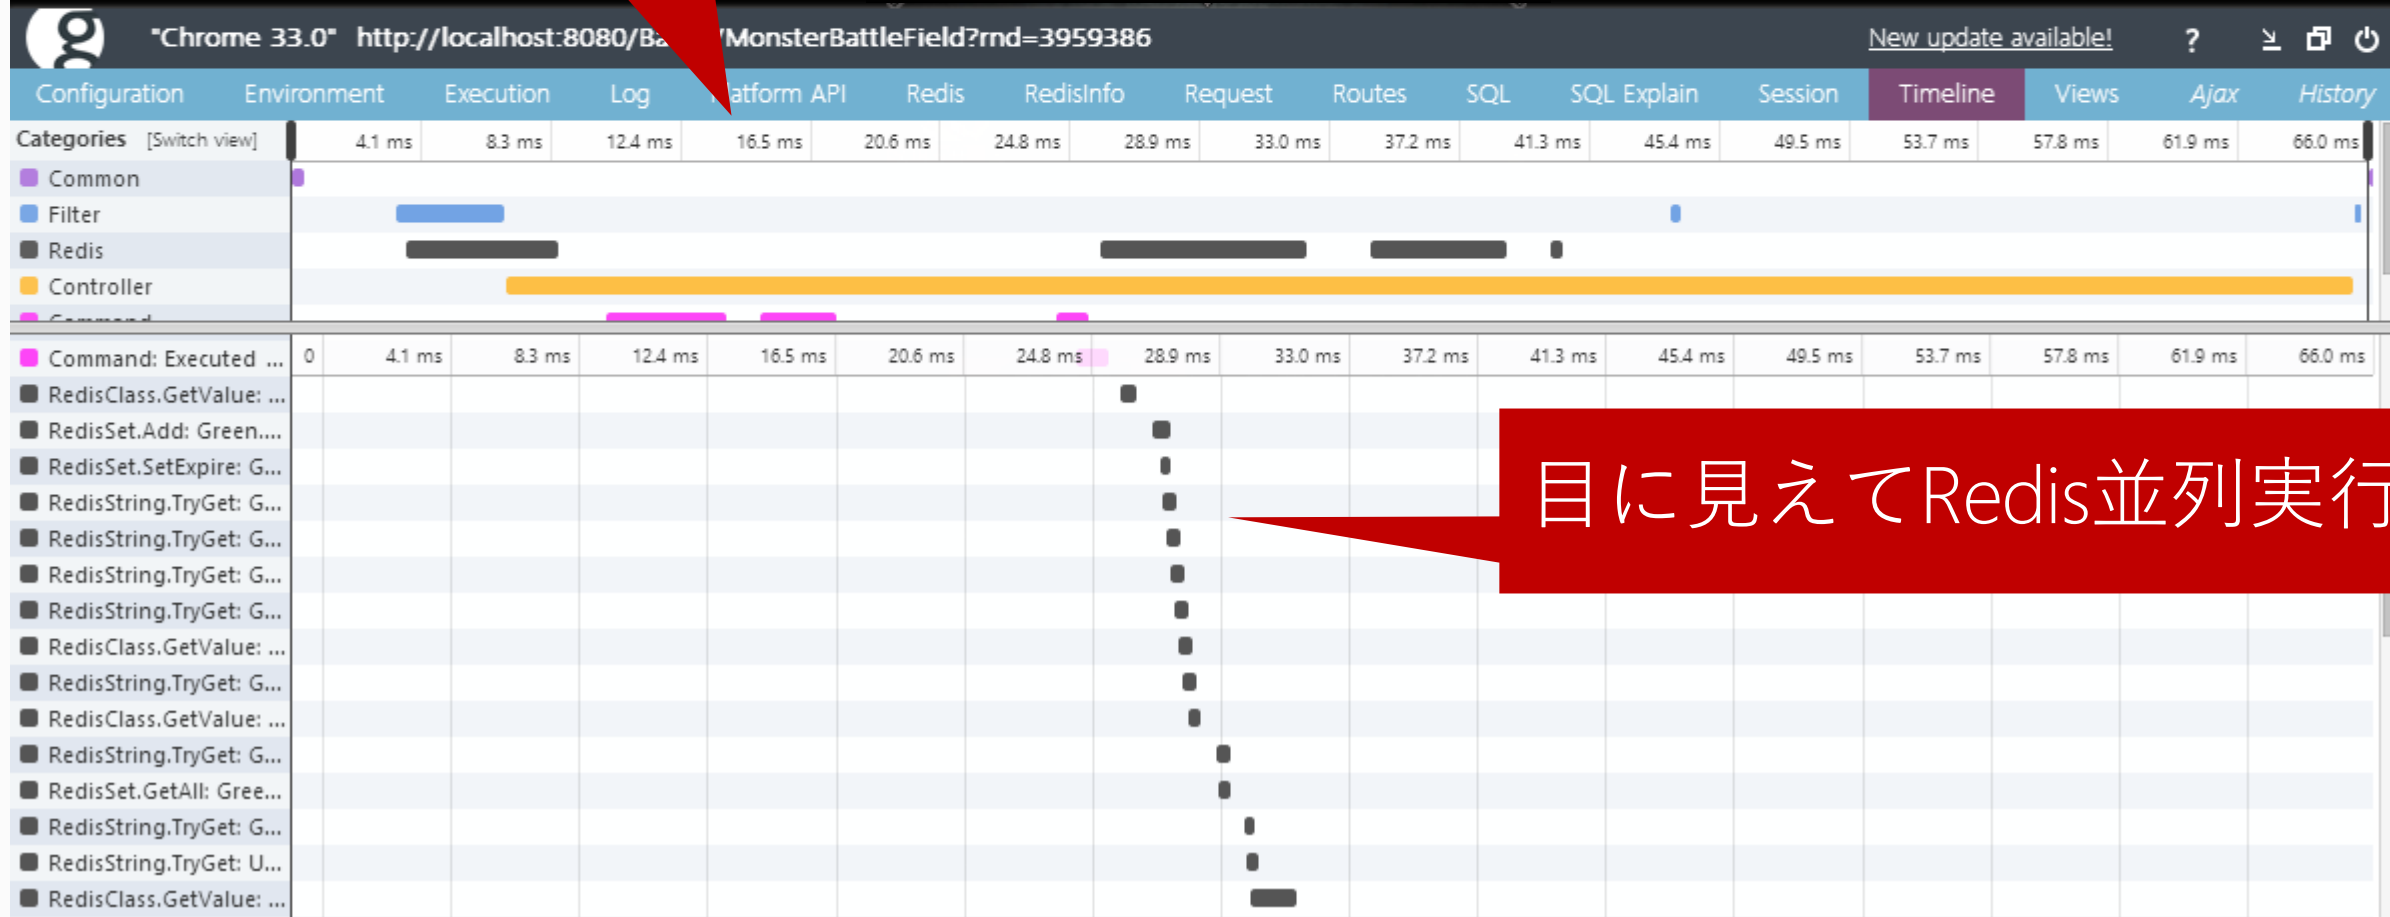 "Chrome 33.0" http://localhost:8080/Ba MonsterBattleField?rnd=3959386 New update available! ?
Configuration Environment Execution Log latform API Redis RedisInfo Request Routes SQL SQL Explain Session Timeline Views Ajax History
Categories [Switch view] 4.1 ms 8.3 ms 12.4 ms 16.5 ms 20.6 ms 24.8 ms 28.9 ms 33.0 ms 37.2 ms 41.3 ms 45.4 ms 49.5 ms 53.7 ms 57.8 ms 61.9 ms 66.0 ms
Common
Filter
Redis
Controller
Command
Command: Executed ... 0 4.1 ms 8.3 ms 12.4 ms 16.5 ms 20.6 ms 24.8 ms 28.9 ms 33.0 ms 37.2 ms 41.3 ms 45.4 ms 49.5 ms 53.7 ms 57.8 ms 61.9 ms 66.0 ms
RedisClass.GetValue: ...
RedisSet.Add: Green....
RedisSet.SetExpire: G...
RedisString.TryGet: G...
目に見えてRedis並列実行
RedisString.TryGet: G...
RedisString.TryGet: G...
RedisString.TryGet: G...
RedisClass.GetValue: ...
RedisString.TryGet: G...
RedisClass.GetValue: ...
RedisString.TryGet: G...
RedisSet.GetAll: Gree...
RedisString.TryGet: G...
RedisString.TryGet: U...
RedisClass.GetValue: ...